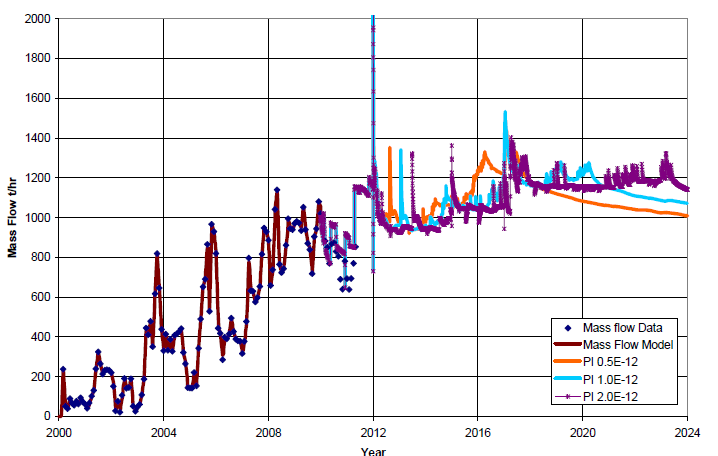 2000
1800
1600
1400
1200
1000
800
600
400
200
0
Mass Flow t/hr
2000 2004 2008 2012 2016 2020 2024
Year
Mass flow Data
Mass Flow Model
PI 0.5E-12
PI 1.0E-12
PI 2.0E-12